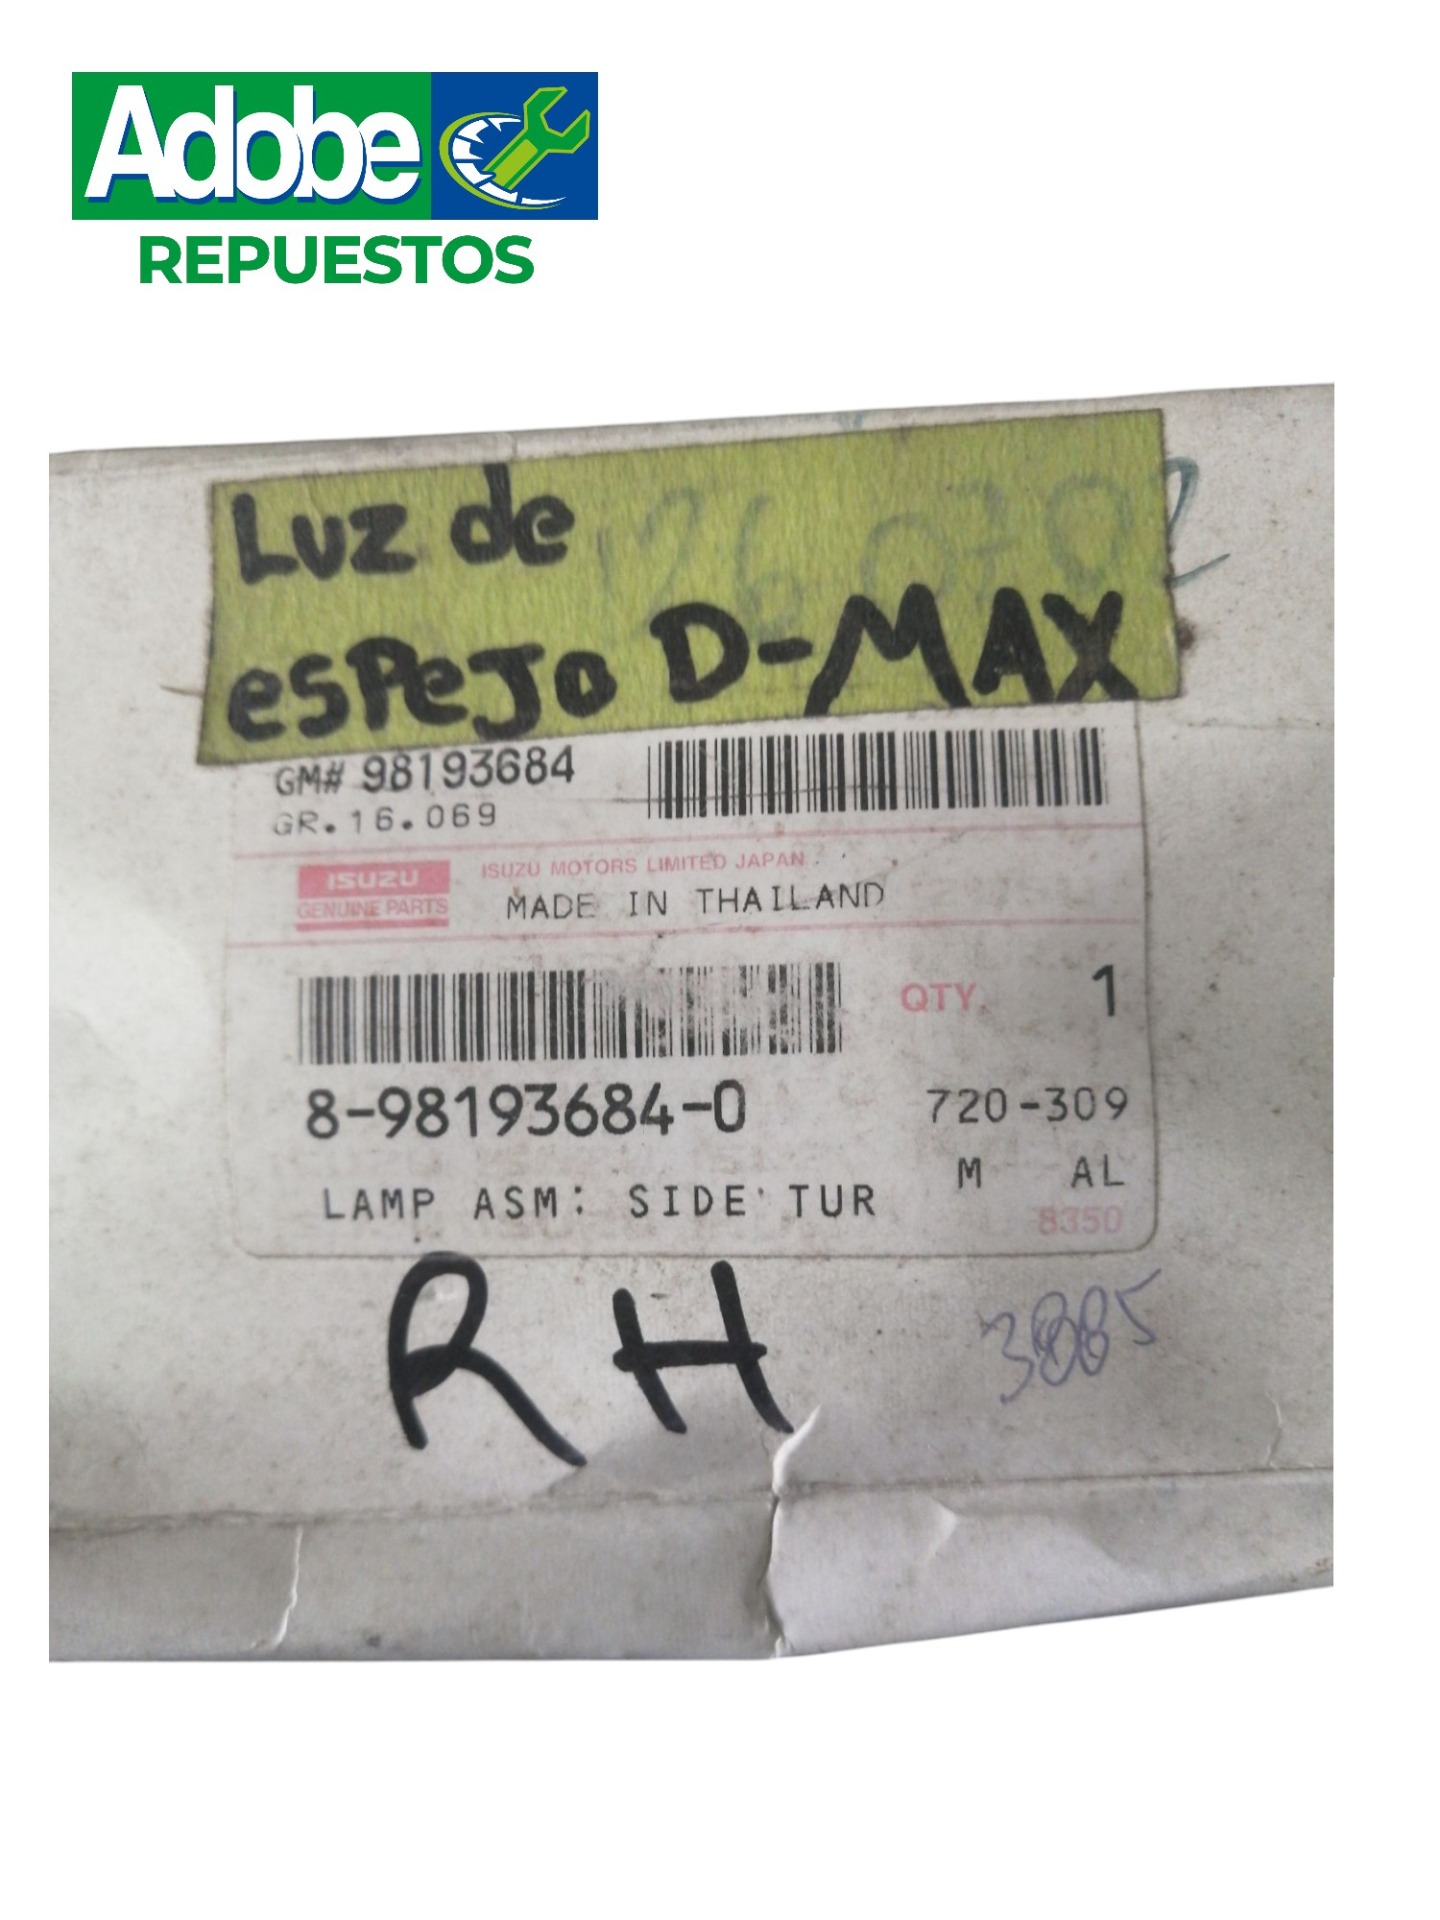 Adobe
REPUESTOS
Luz de
espejo D-MAX
GM# 98193684
GR.16.069
ISUZU
GENUINE PARTS
ISUZU MOTORS LIMITED JAPAN
MADE IN THAILAND
QTY. 1
8-98193684-0
720-309
LAMP ASM: SIDE TUR
M AL
8350
RH